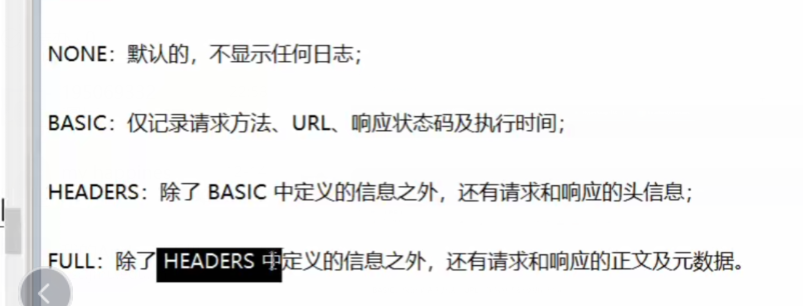 NONE：默认的，不显示任何日志；
BASIC：仅记录请求方法、URL、响应状态码及执行时间；
HEADERS：除了 BASIC 中定义的信息之外，还有请求和响应的头信息；
FULL：除了 HEADERS 中定义的信息之外，还有请求和响应的正文及元数据。